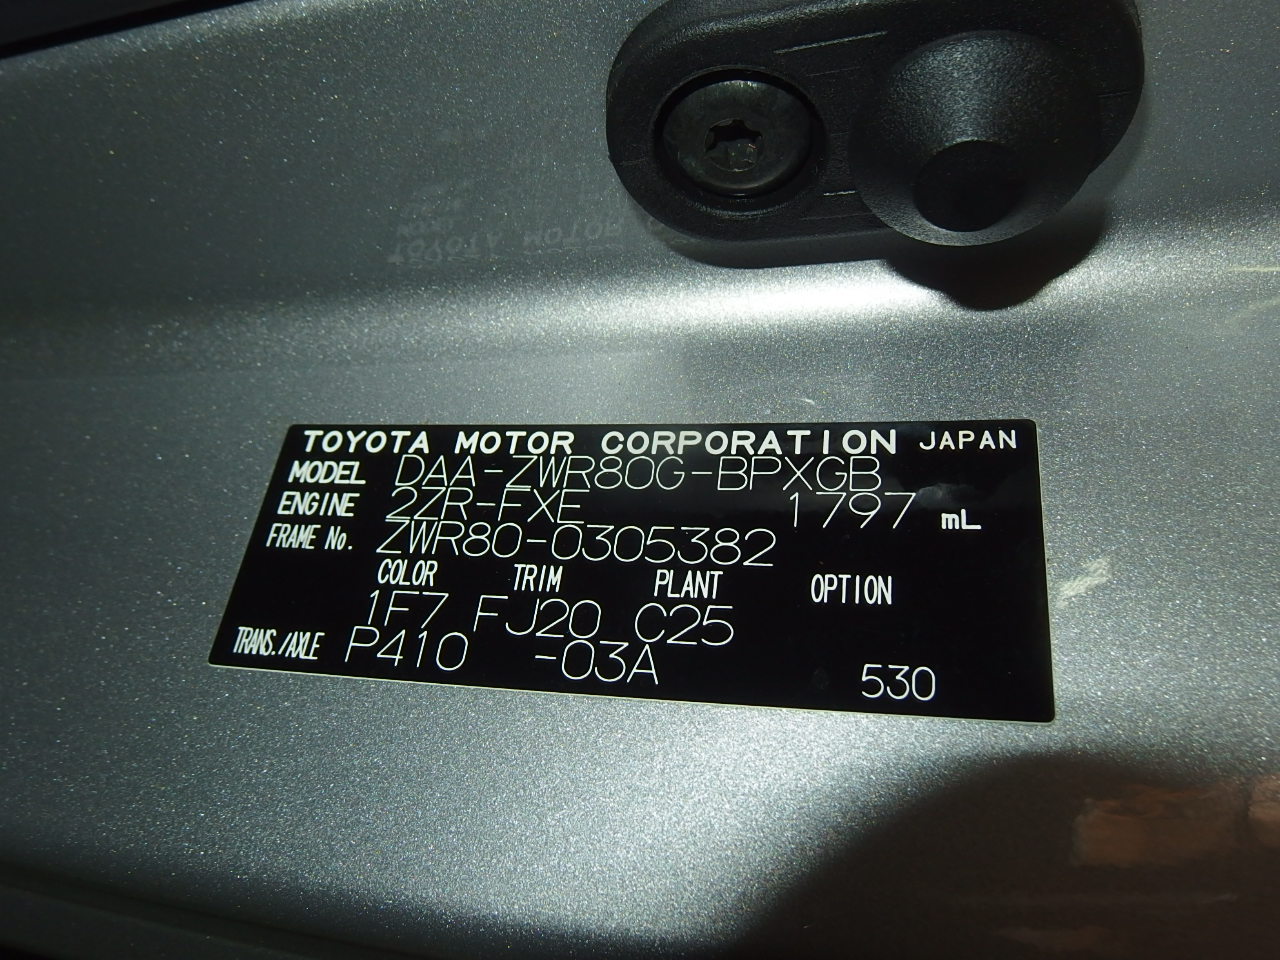 TOYOTA MOTOR CORPORATION JAPAN
MODEL DAA-ZWR80G-BPXGB
ENGINE 2ZR-FXE 1797 mL
FRAME No. ZWR80-0305382
COLOR TRIM PLANT OPTION
1F7 FJ20 C25
TRANS./AXLE P410 -03A 530